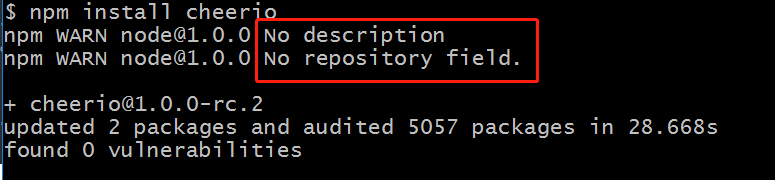 $ npm install cheerio
npm WARN node@1.0.0 No description
npm WARN node@1.0.0 No repository field.
+ cheerio@1.0.0-rc.2
updated 2 packages and audited 5057 packages in 28.668s
found 0 vulnerabilities